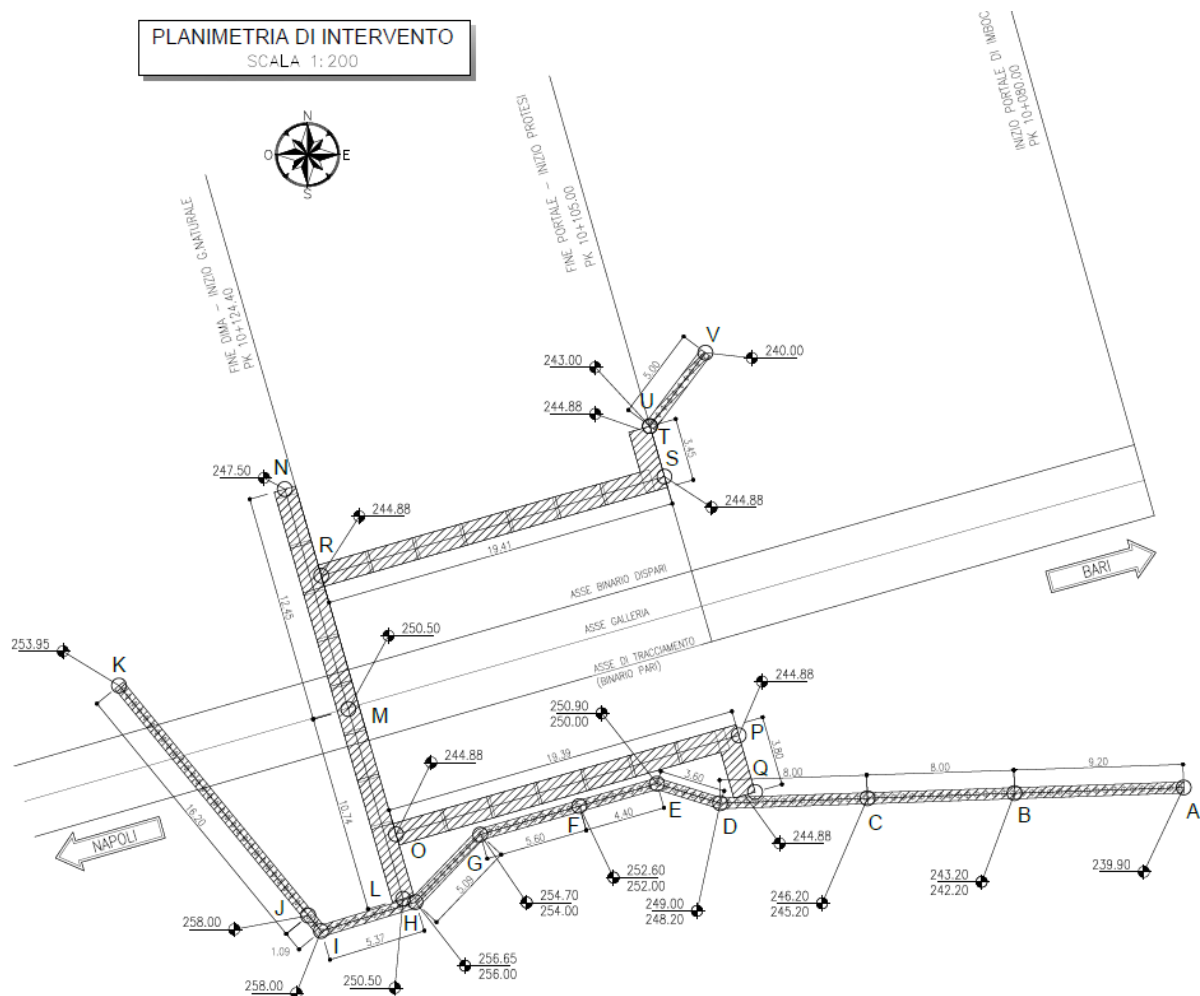 PLANIMETRIA DI INTERVENTO
SCALA 1:200
N
O
E
S
FINE DIMA - INIZIO G.NATURALE
PK 10+124.40
FINE PORTALE - INIZIO PROTESI
PK 10+105.00
INIZIO PORTALE DI IMBOC
PK 10+080.00
V
240.00
243.00
5.00
U
244.88
T
3.45
S
244.88
N
247.50
R
244.88
19.41
ASSE BINARIO DISPARI
BARI
ASSE GALLERIA
ASSE DI TRACCIAMENTO
(BINARIO PARI)
12.45
250.50
253.95
K
M
244.88
250.90
250.00
P
3.80
19.39
244.88
Q
3.60
8.00
8.00
9.20
E
D
C
B
A
F
4.40
5.60
G
O
NAPOLI
16.20
10.74
5.09
L
H
J
I
258.00
1.09
5.37
258.00
250.50
256.65
256.00
254.70
254.00
252.60
252.00
249.00
248.20
244.88
246.20
245.20
243.20
242.20
239.90